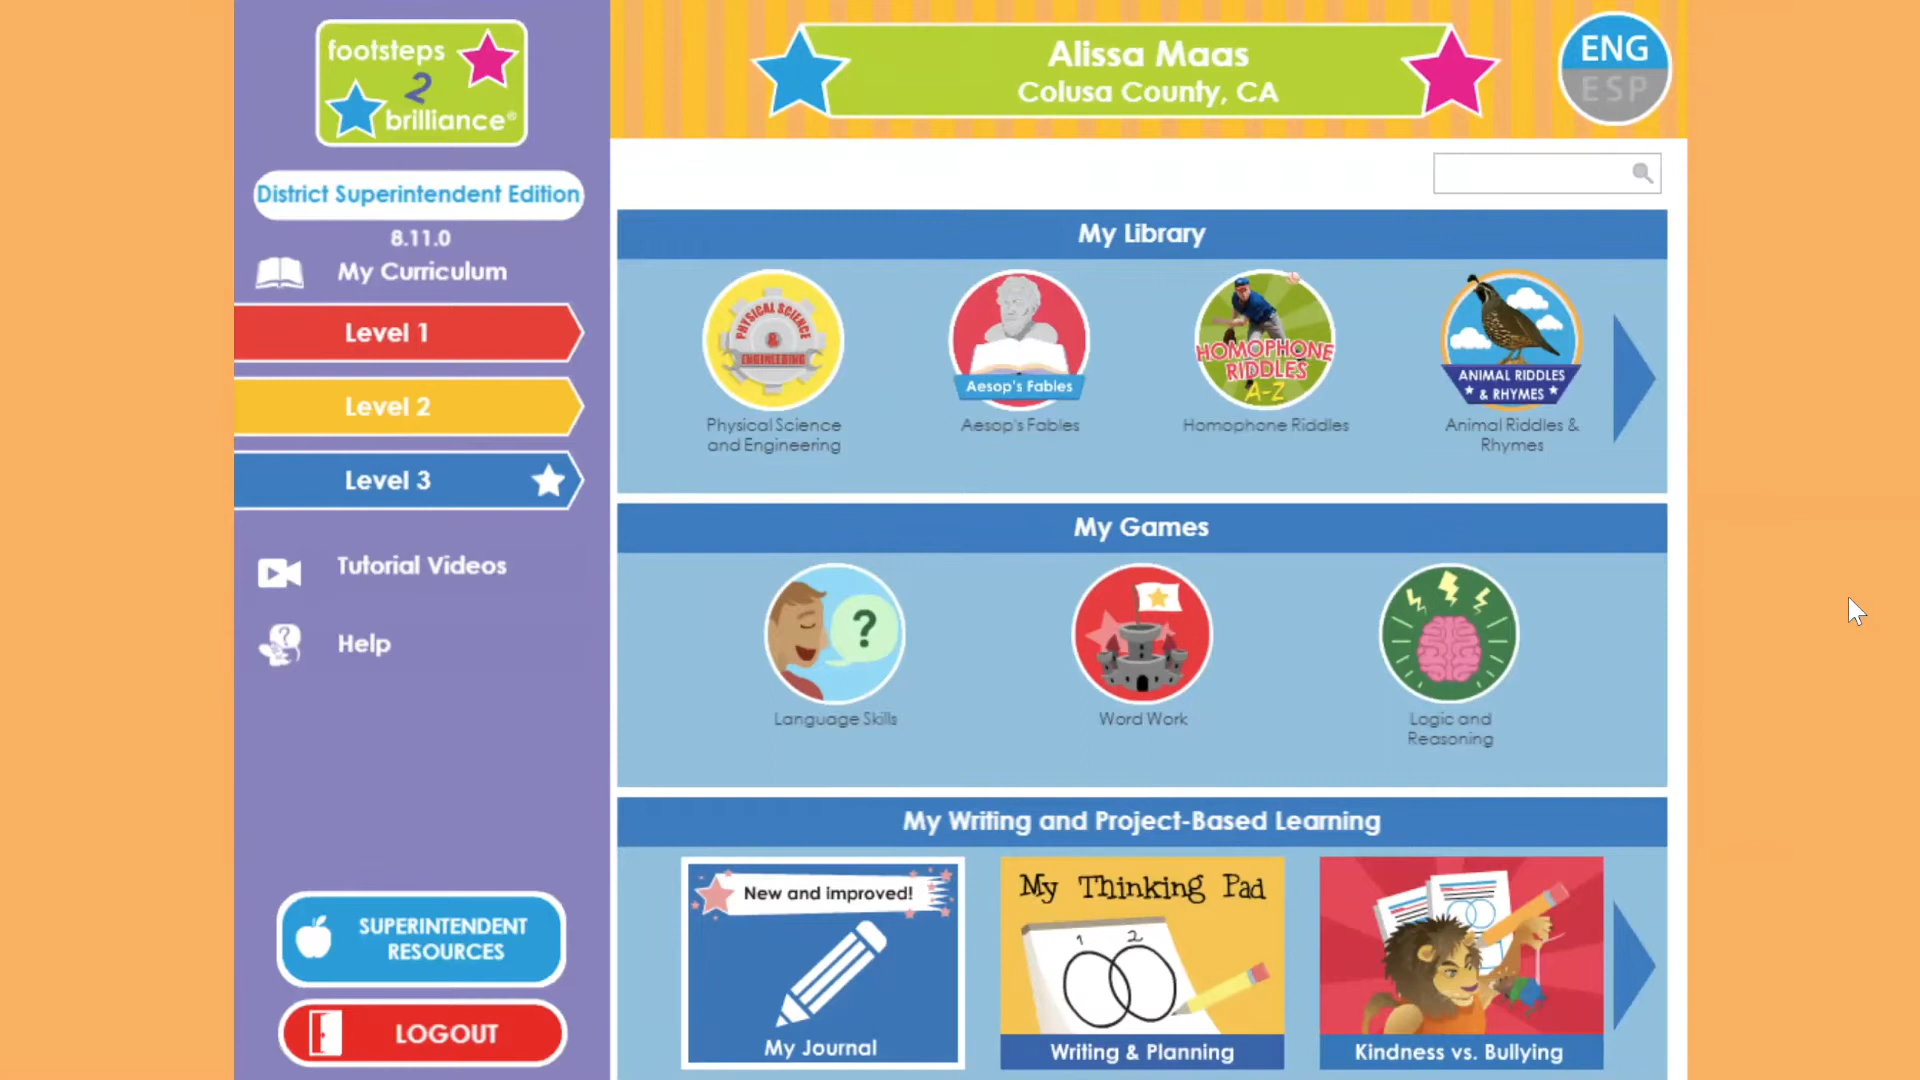 footsteps
2
brilliance®
District Superintendent Edition
8.11.0
My Curriculum
Level 1
Level 2
Level 3
Tutorial Videos
Help
SUPERINTENDENT
RESOURCES
LOGOUT
Alissa Maas
Colusa County, CA
ENG
ESP
My Library
PHYSICAL SCIENCE
&
ENGINEERING
Physical Science
and Engineering
Aesop's Fables
Aesop's Fables
HOMOPHONE
RIDDLES
A-Z
Homophone Riddles
ANIMAL RIDDLES
& RHYMES
Animal Riddles &
Rhymes
My Games
?
Language Skills
Word Work
Logic and
Reasoning
My Writing and Project-Based Learning
New and improved!
My Journal
My Thinking Pad
1 2
Writing & Planning
Kindness vs. Bullying